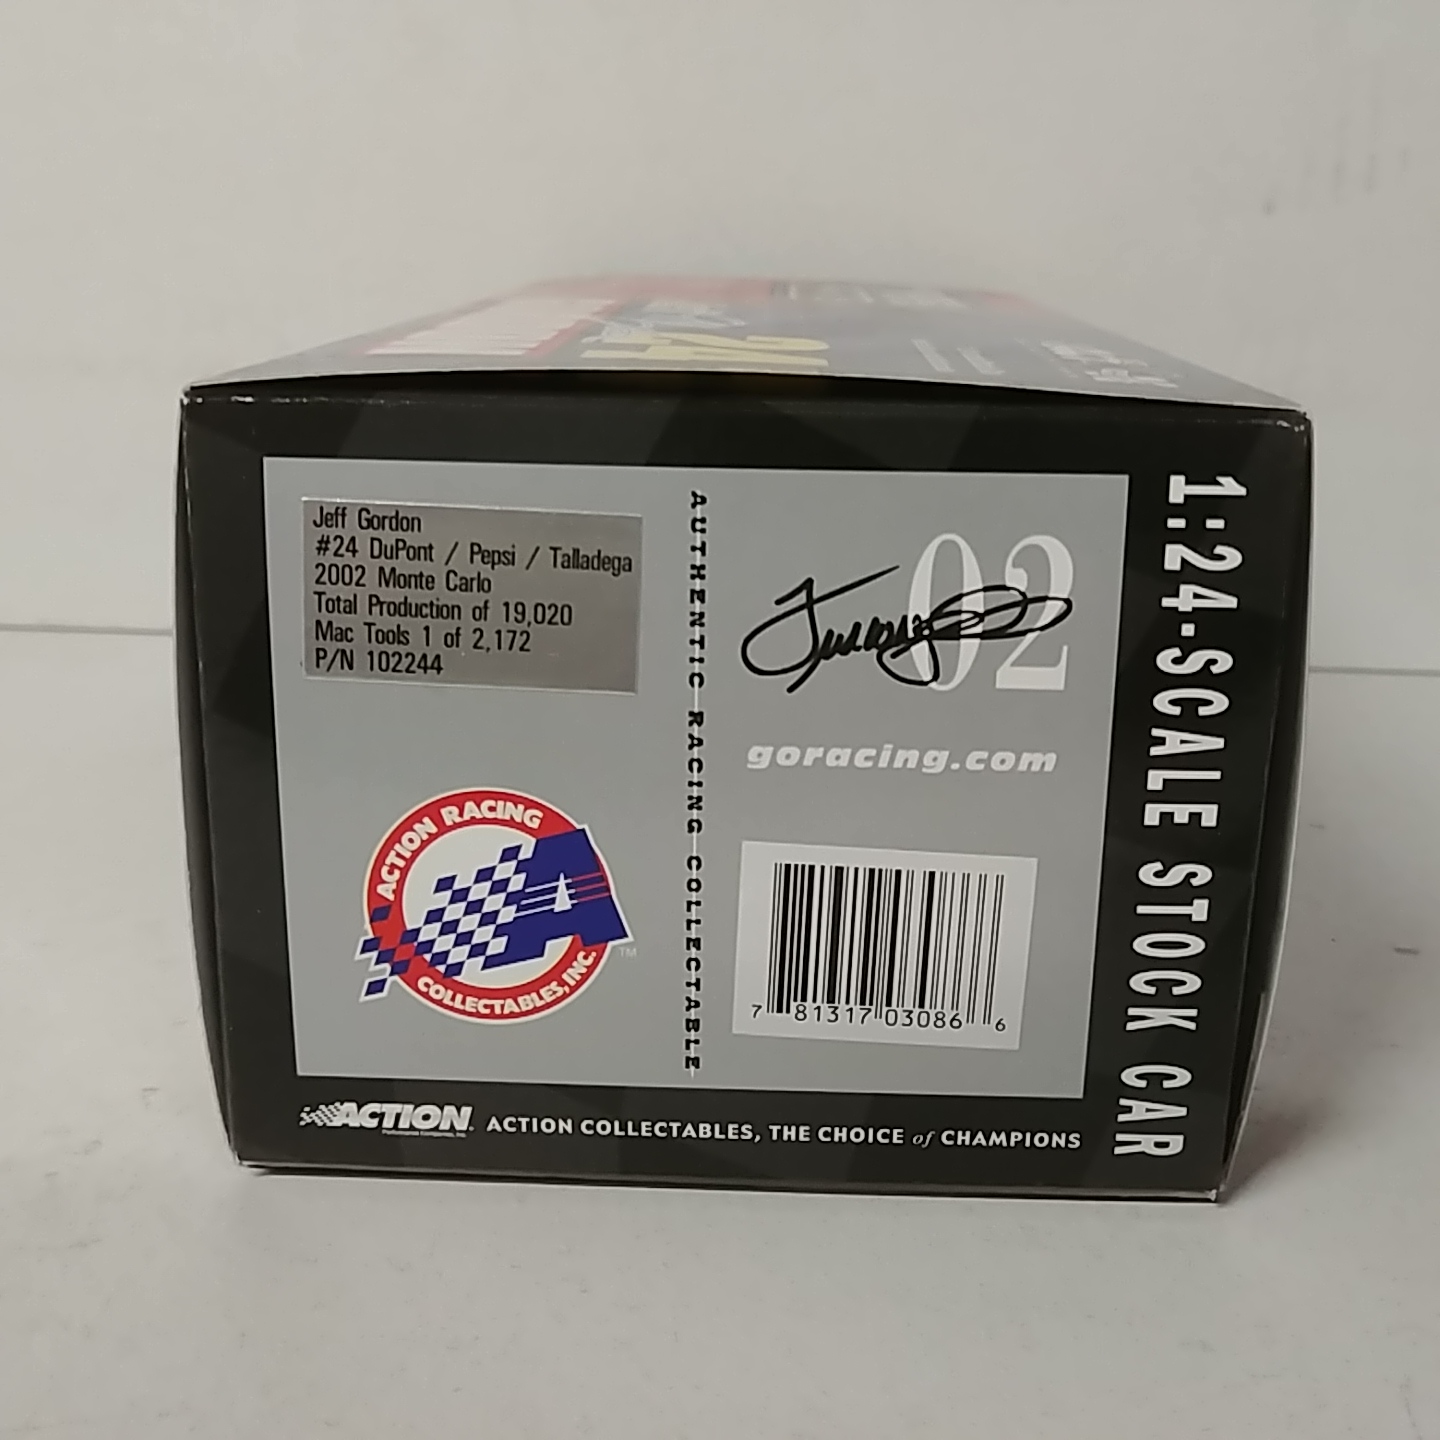 24
Jeff Gordon
#24 DuPont / Pepsi / Talladega
2002 Monte Carlo
Total Production of 19,020
Mac Tools 1 of 2,172
P/N 102244
AUTHENTIC RACING COLLECTABLE
02
goracing.com
ACTION RACING
COLLECTABLES, INC.
TM
7 81317 03086 6
1:24-SCALE STOCK CAR
ACTION
ACTION COLLECTABLES, THE CHOICE of CHAMPIONS